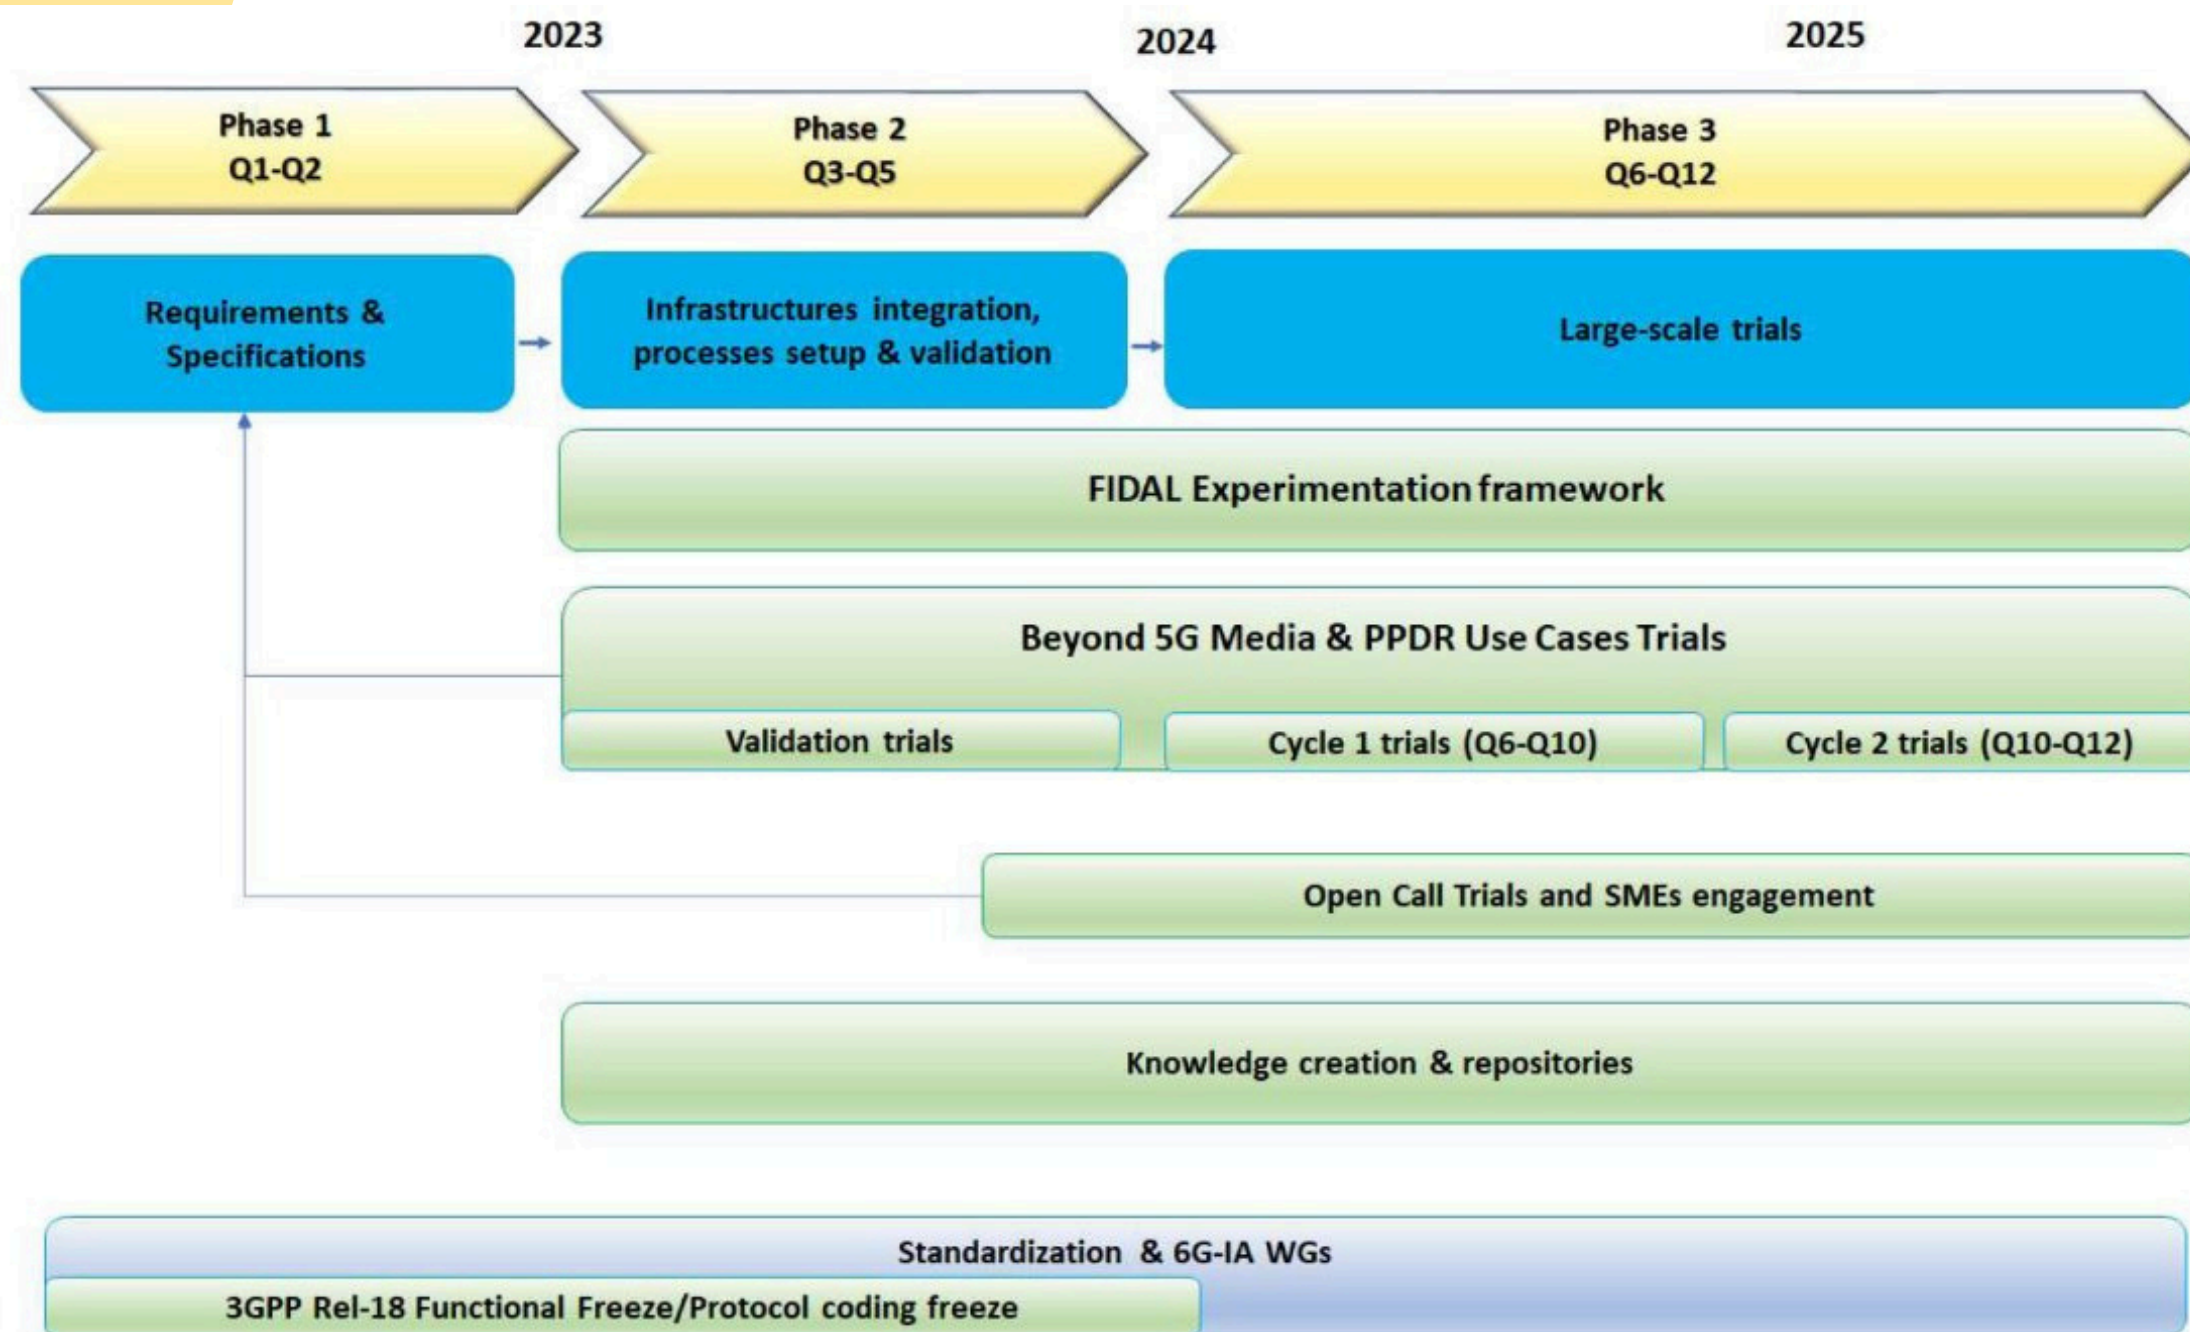 2023
2024
2025
Phase 1
Q1-Q2
Phase 2
Q3-Q5
Phase 3
Q6-Q12
Requirements &
Specifications
Infrastructures integration,
processes setup & validation
Large-scale trials
FIDAL Experimentation framework
Beyond 5G Media & PPDR Use Cases Trials
Validation trials
Cycle 1 trials (Q6-Q10)
Cycle 2 trials (Q10-Q12)
Open Call Trials and SMEs engagement
Knowledge creation & repositories
Standardization & 6G-IA WGs
3GPP Rel-18 Functional Freeze/Protocol coding freeze